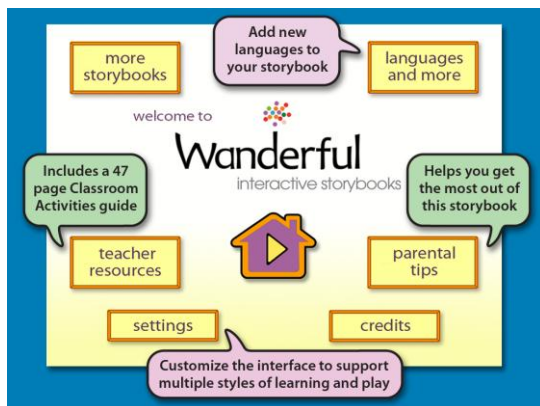 more
storybooks
Add new
languages to
your storybook
languages
and more
welcome to
Wanderful
interactive storybooks
Includes a 47
page Classroom
Activities guide
Helps you get
the most out of
this storybook
teacher
resources
parental
tips
settings
credits
Customize the interface to support
multiple styles of learning and play